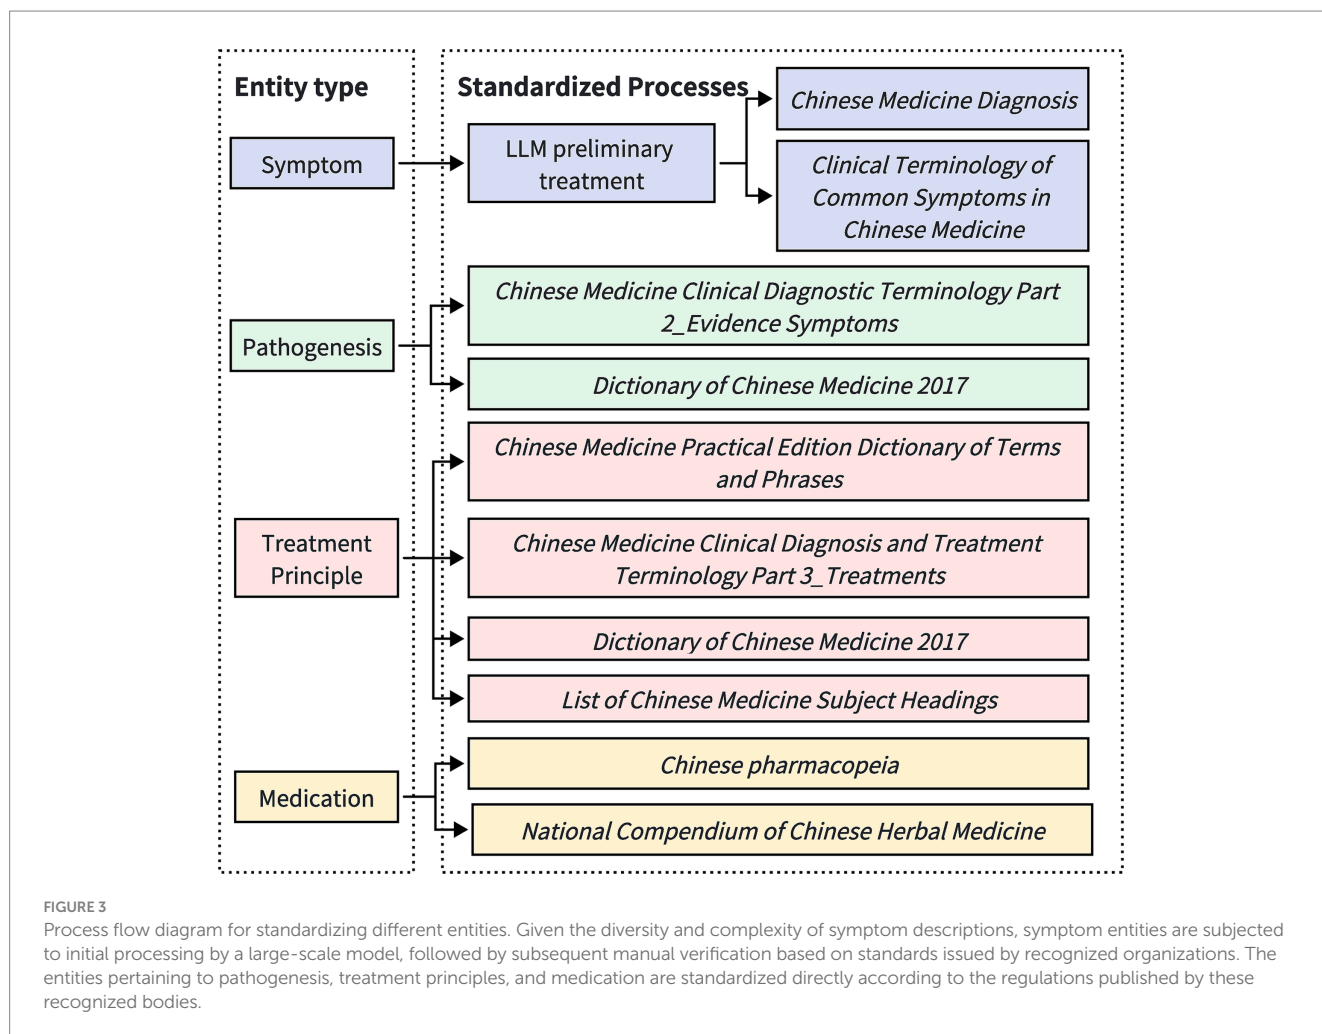 Entity type
Standardized Processes
Symptom
LLM preliminary
treatment
Chinese Medicine Diagnosis
Clinical Terminology of
Common Symptoms in
Chinese Medicine
Pathogenesis
Chinese Medicine Clinical Diagnostic Terminology Part
2_Evidence Symptoms
Dictionary of Chinese Medicine 2017
Treatment
Principle
Chinese Medicine Practical Edition Dictionary of Terms
and Phrases
Chinese Medicine Clinical Diagnosis and Treatment
Terminology Part 3_Treatments
Dictionary of Chinese Medicine 2017
List of Chinese Medicine Subject Headings
Medication
Chinese pharmacopeia
National Compendium of Chinese Herbal Medicine
FIGURE 3
Process flow diagram for standardizing different entities. Given the diversity and complexity of symptom descriptions, symptom entities are subjected
to initial processing by a large-scale model, followed by subsequent manual verification based on standards issued by recognized organizations. The
entities pertaining to pathogenesis, treatment principles, and medication are standardized directly according to the regulations published by these
recognized bodies.